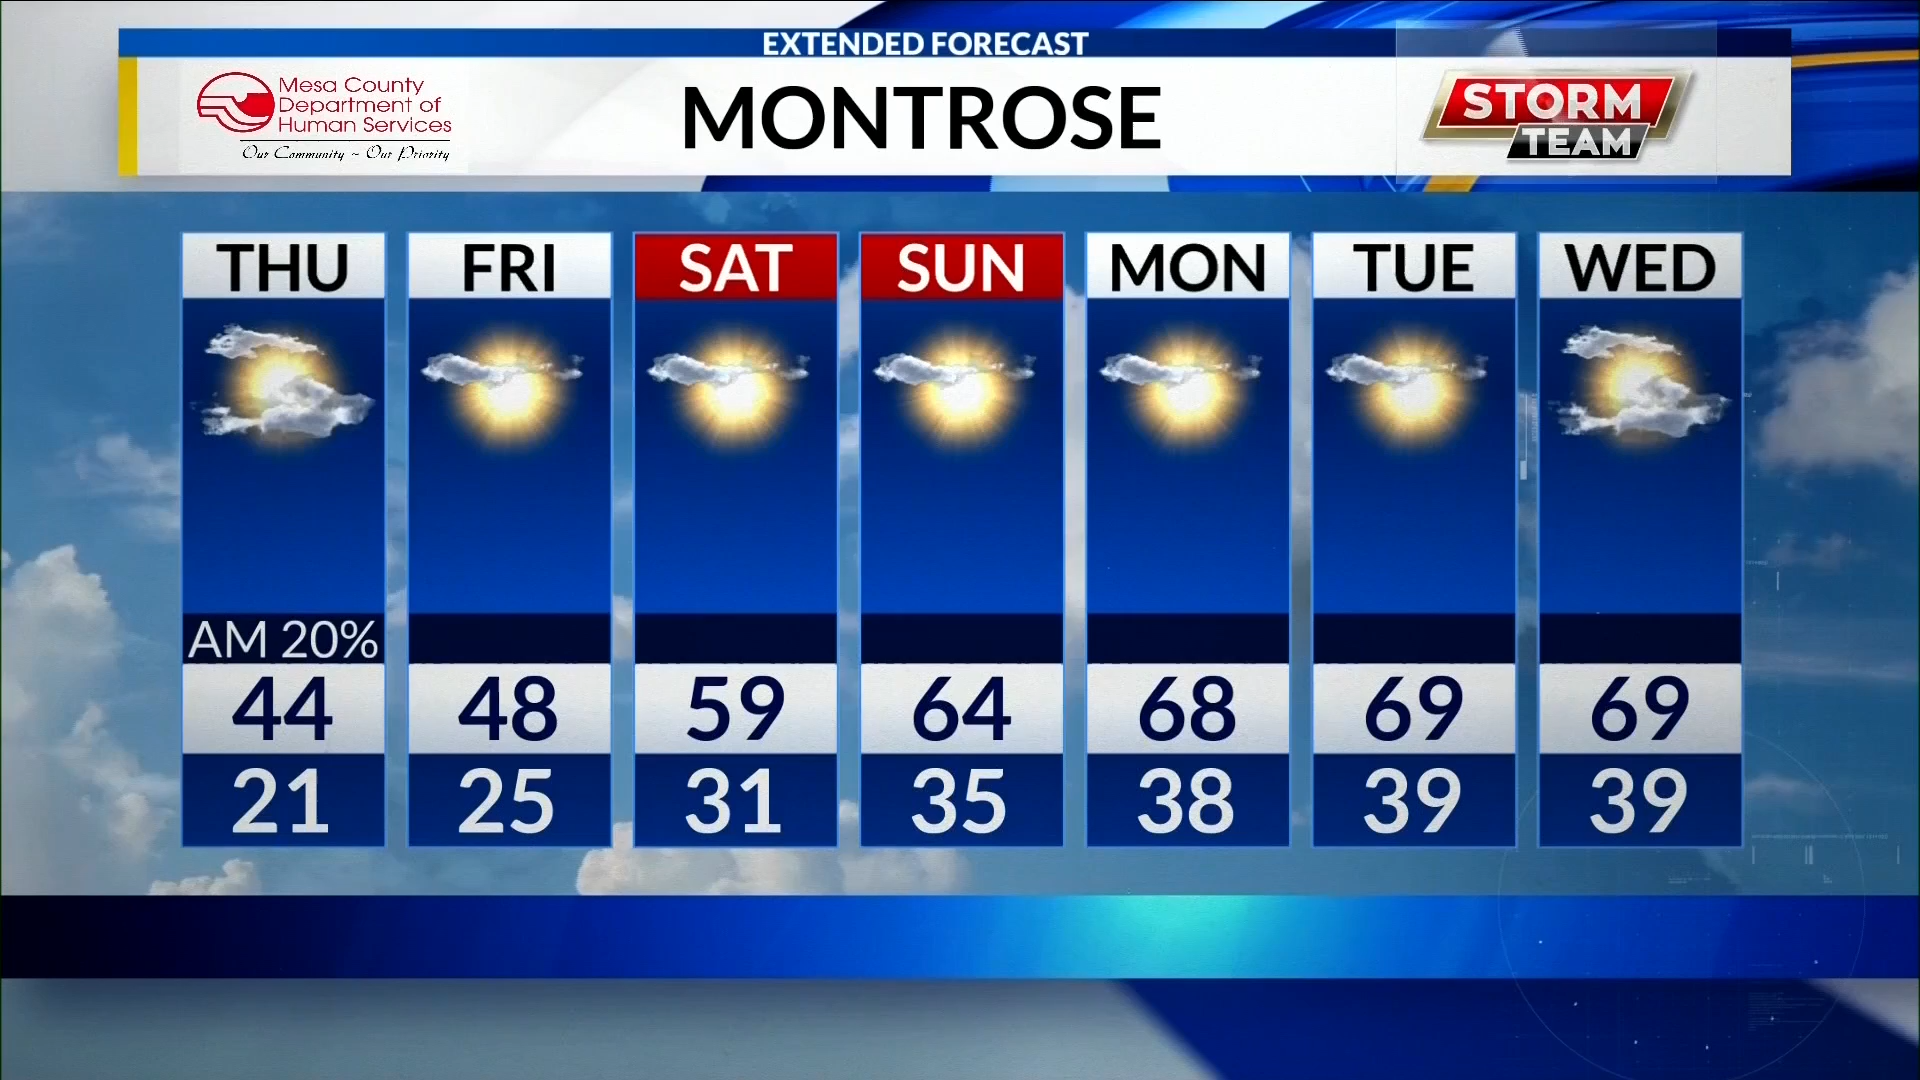 EXTENDED FORECAST
Mesa County
Department of
Human Services
Our Community ~ Our Priority
MONTROSE
STORM
TEAM
THU FRI SAT SUN MON TUE WED
AM 20%
44 48 59 64 68 69 69
21 25 31 35 38 39 39